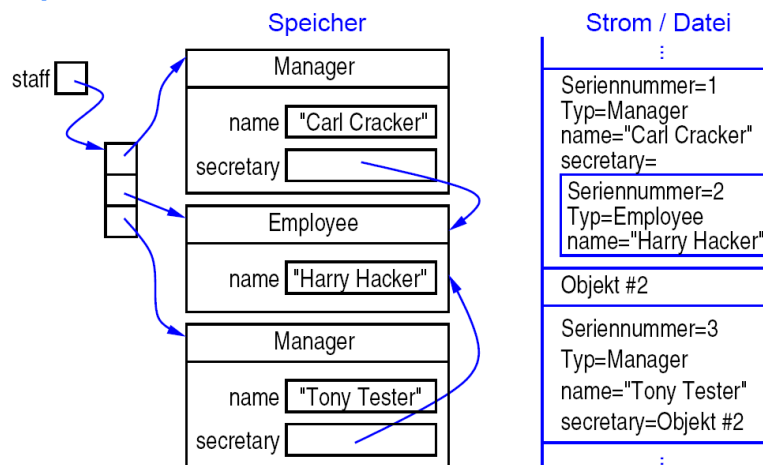 Speicher
staff
Manager
name "Carl Cracker"
secretary
Employee
name "Harry Hacker"
Manager
name "Tony Tester"
secretary
Strom / Datei
⋮
Seriennummer=1
Typ=Manager
name="Carl Cracker"
secretary=
Seriennummer=2
Typ=Employee
name="Harry Hacker"
Objekt #2
Seriennummer=3
Typ=Manager
name="Tony Tester"
secretary=Objekt #2
⋮